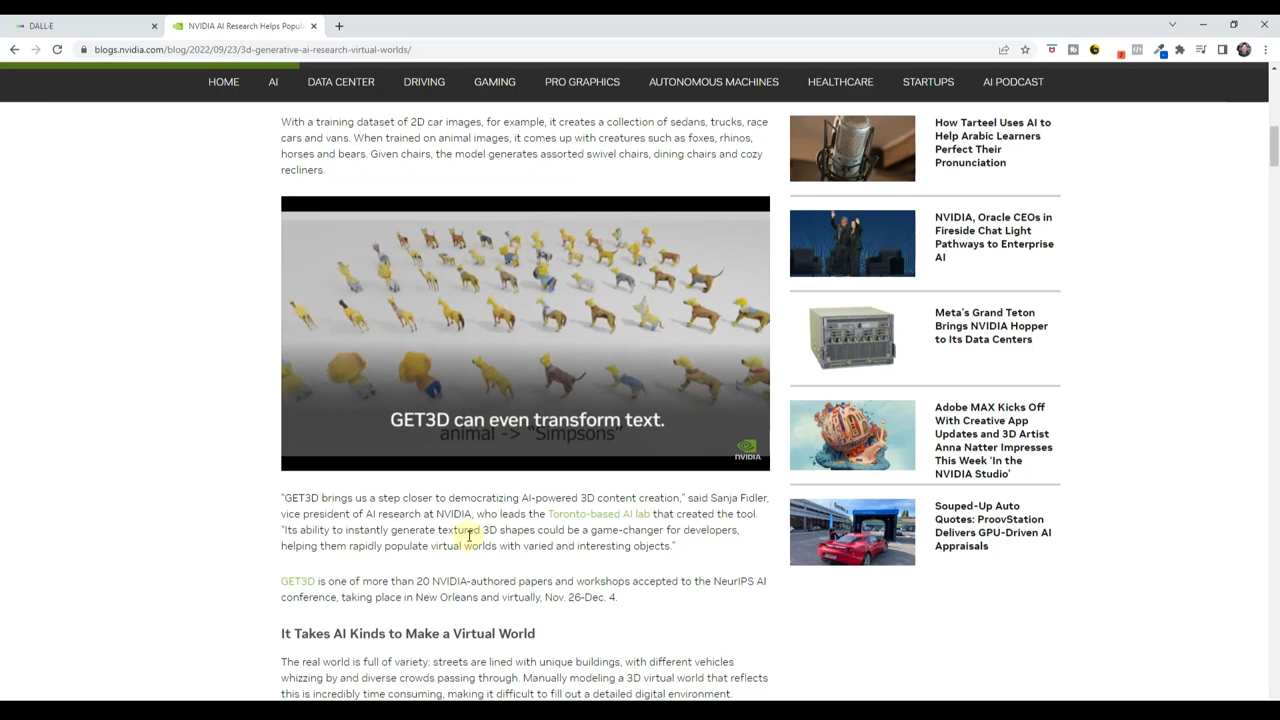 DALL·E
NVIDIA AI Research Helps Popula
blogs.nvidia.com/blog/2022/09/23/3d-generative-ai-research-virtual-worlds/
HOME AI DATA CENTER DRIVING GAMING PRO GRAPHICS AUTONOMOUS MACHINES HEALTHCARE STARTUPS AI PODCAST
With a training dataset of 2D car images, for example, it creates a collection of sedans, trucks, race
cars and vans. When trained on animal images, it comes up with creatures such as foxes, rhinos,
horses and bears. Given chairs, the model generates assorted swivel chairs, dining chairs and cozy
recliners.
GET3D can even transform text.
animal -> "Simpsons"
NVIDIA
"GET3D brings us a step closer to democratizing AI-powered 3D content creation," said Sanja Fidler,
vice president of AI research at NVIDIA, who leads the Toronto-based AI lab that created the tool.
"Its ability to instantly generate textured 3D shapes could be a game-changer for developers,
helping them rapidly populate virtual worlds with varied and interesting objects."
GET3D is one of more than 20 NVIDIA-authored papers and workshops accepted to the NeurIPS AI
conference, taking place in New Orleans and virtually, Nov. 26-Dec. 4.
It Takes AI Kinds to Make a Virtual World
The real world is full of variety: streets are lined with unique buildings, with different vehicles
whizzing by and diverse crowds passing through. Manually modeling a 3D virtual world that reflects
this is incredibly time consuming, making it difficult to fill out a detailed digital environment.
How Tarteel Uses AI to
Help Arabic Learners
Perfect Their
Pronunciation
NVIDIA, Oracle CEOs in
Fireside Chat Light
Pathways to Enterprise
AI
Meta's Grand Teton
Brings NVIDIA Hopper
to Its Data Centers
Adobe MAX Kicks Off
With Creative App
Updates and 3D Artist
Anna Natter Impresses
This Week 'In the
NVIDIA Studio'
Souped-Up Auto
Quotes: ProovStation
Delivers GPU-Driven AI
Appraisals